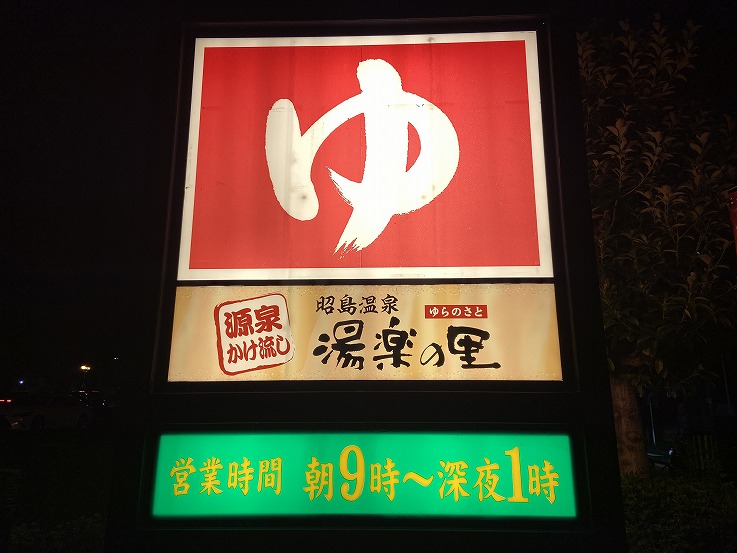 ゆ
源泉
かけ流し
昭島温泉
ゆらのさと
湯楽の里
営業時間 朝9時～深夜1時